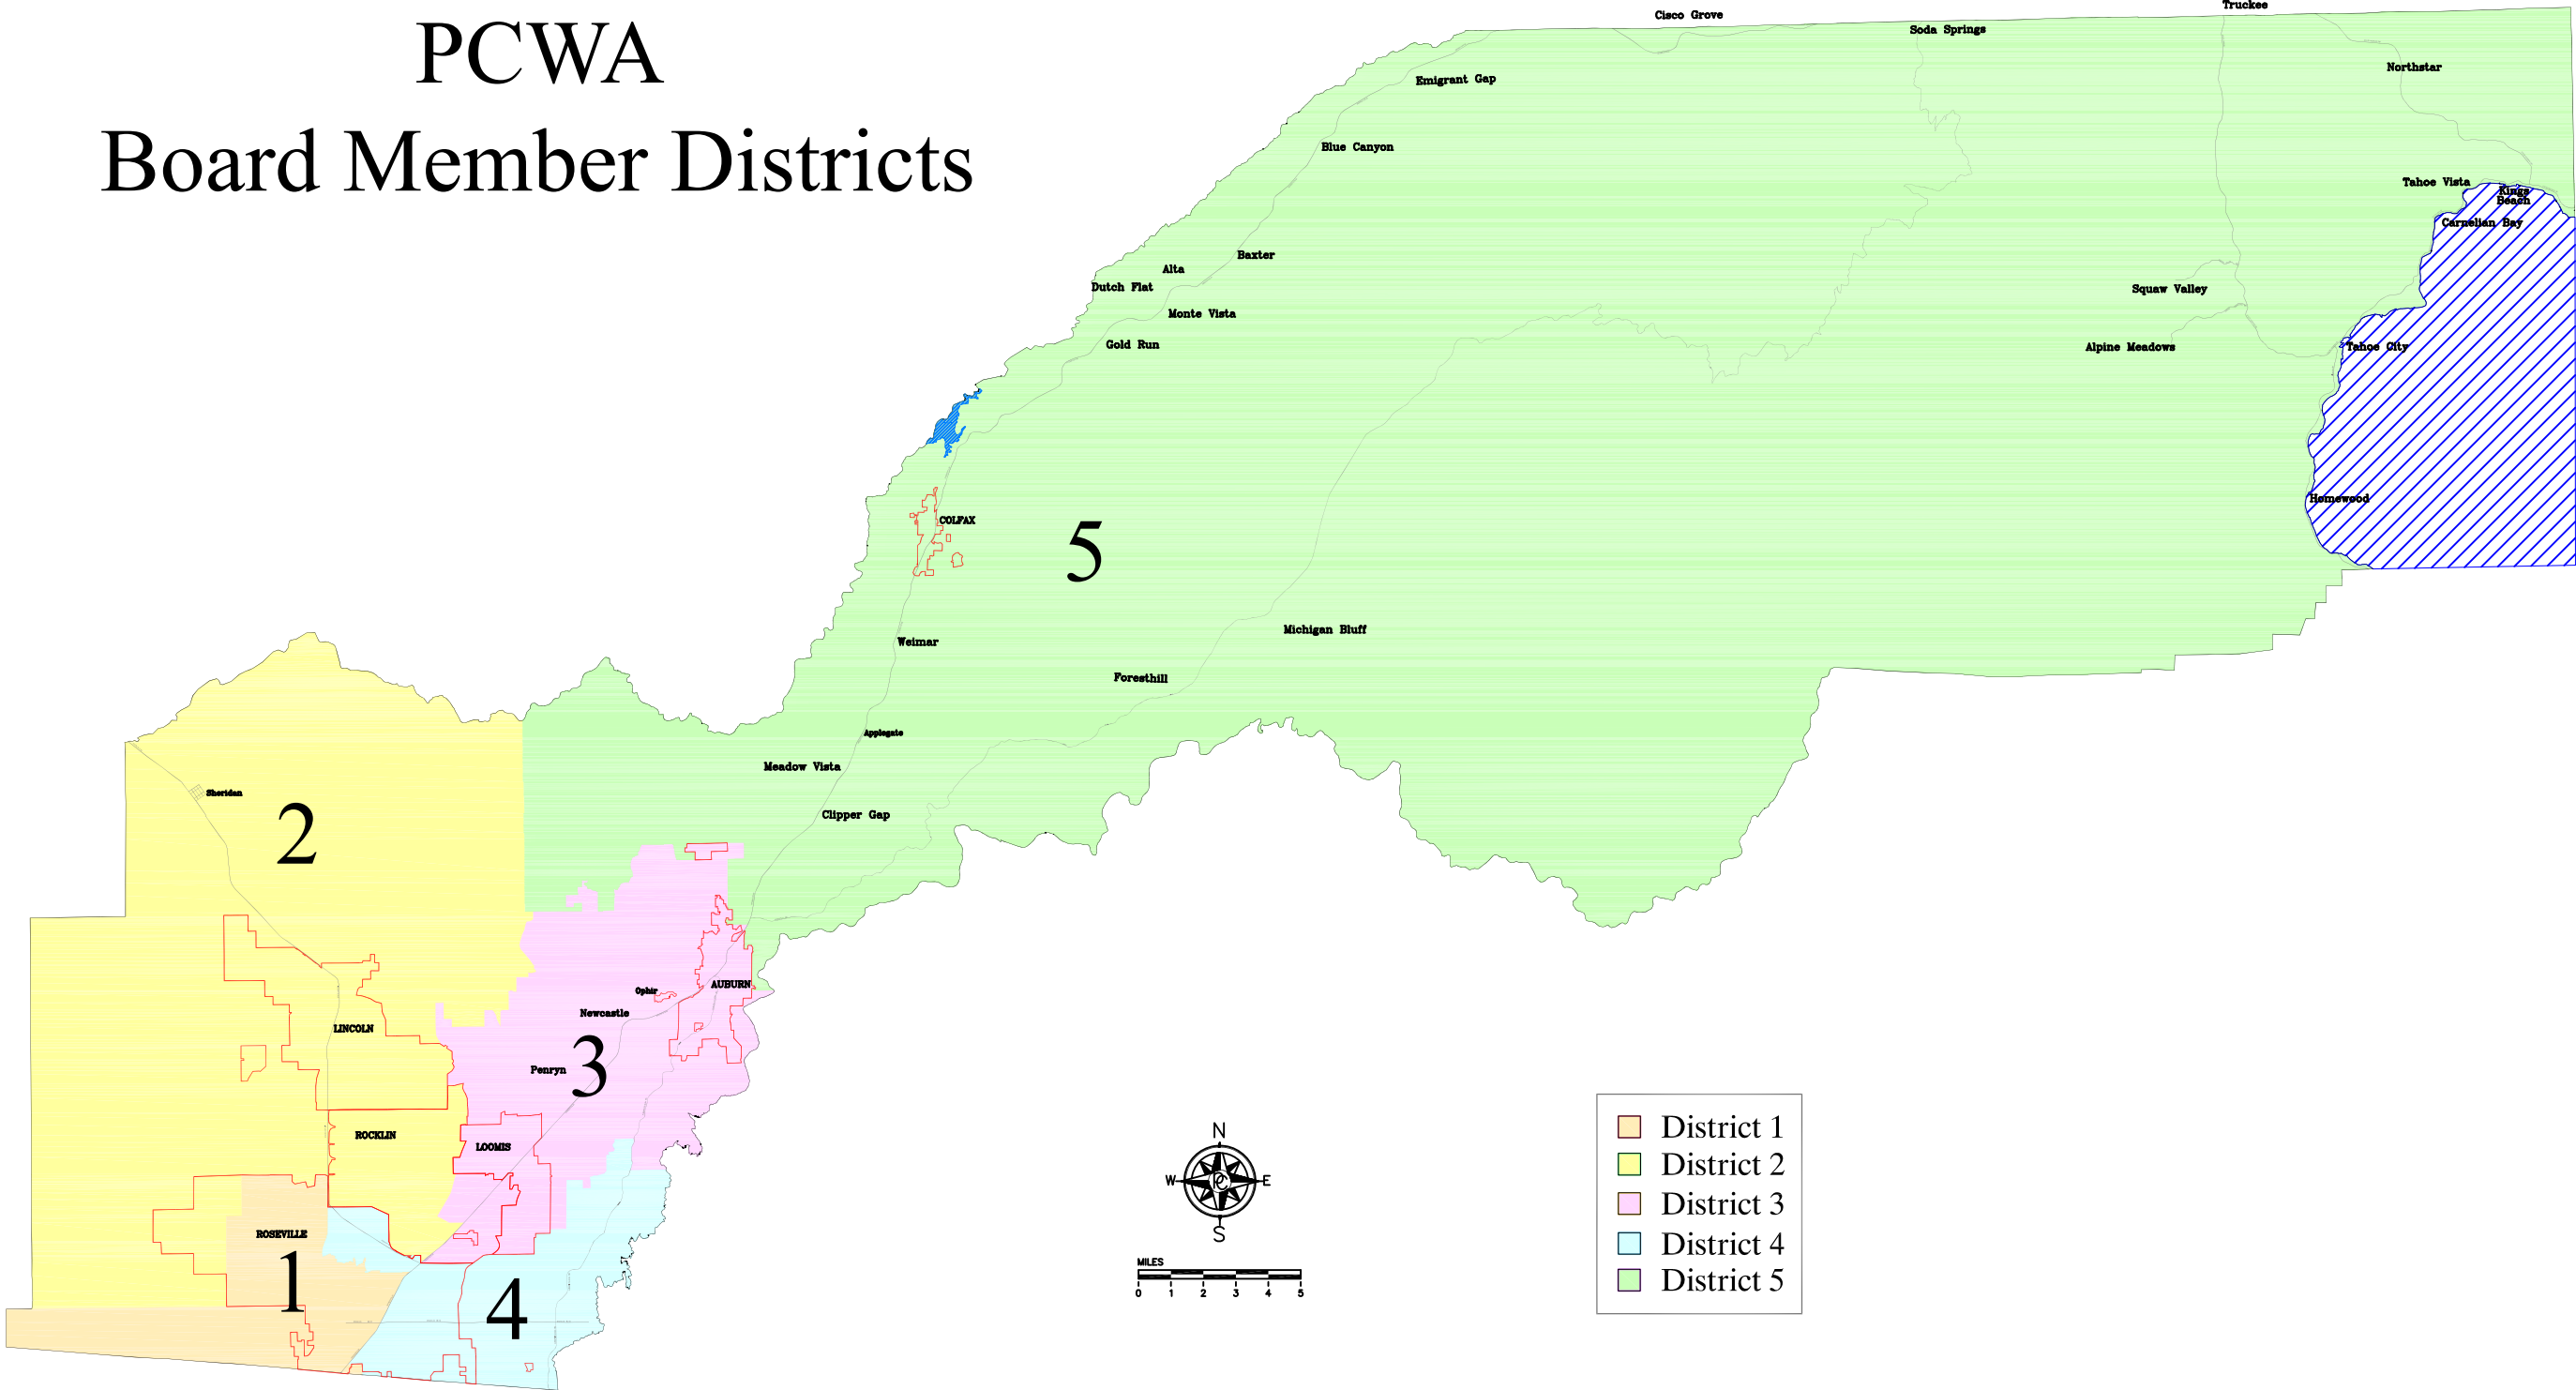 PCWA
Board Member Districts
Truckee
Cisco Grove
Soda Springs
Northstar
Emigrant Gap
Blue Canyon
Tahoe Vista
Kings
Beach
Carnelian Bay
Baxter
Alta
Dutch Flat
Squaw Valley
Monte Vista
Gold Run
Alpine Meadows
Tahoe City
Homewood
COLFAX
5
Michigan Bluff
Weimar
Foresthill
Applegate
Meadow Vista
Sheridan
Clipper Gap
2
AUBURN
Ophir
Newcastle
LINCOLN
3
Penryn
ROCKLIN
LOOMIS
ROSEVILLE
1
4
N
W
PC
E
S
MILES
0 1 2 3 4 5
District 1
District 2
District 3
District 4
District 5